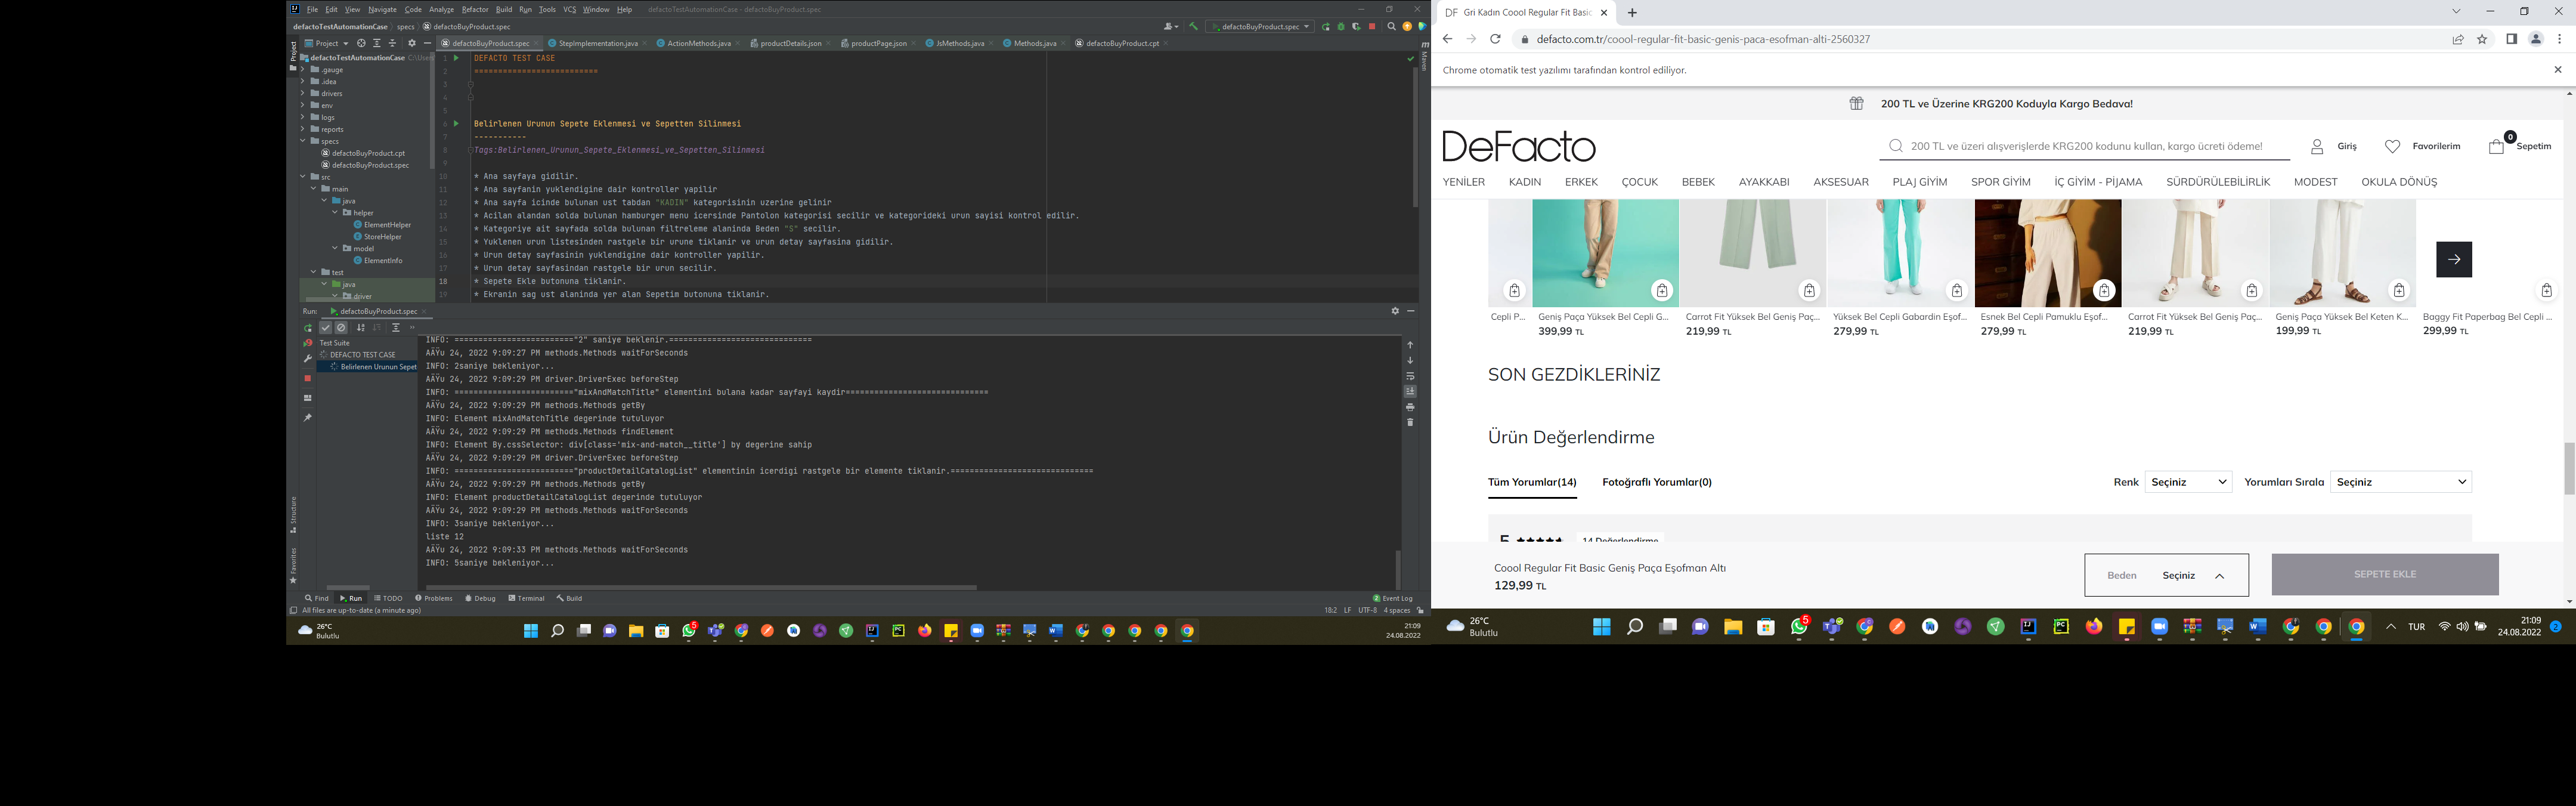 File Edit View Navigate Code Analyze Refactor Build Run Tools VCS Window Help defactoTestAutomationCase - defactoBuyProduct.spec
defactoTestAutomationCase specs defactoBuyProduct.spec
defactoBuyProduct.spec
Project
defactoBuyProduct.spec StepImplementation.java ActionMethods.java productDetails.json productPage.json JsMethods.java Methods.java defactoBuyProduct.cpt
Project
Maven
defactoTestAutomationCase C:\Users
.gauge
.idea
drivers
env
logs
reports
specs
defactoBuyProduct.cpt
defactoBuyProduct.spec
src
main
java
helper
ElementHelper
StoreHelper
model
ElementInfo
test
java
driver
1 DEFACTO TEST CASE
2 ==========================
3
4
5
6 Belirlenen Urunun Sepete Eklenmesi ve Sepetten Silinmesi
7 -----------
8 Tags:Belirlenen_Urunun_Sepete_Eklenmesi_ve_Sepetten_Silinmesi
9
10 * Ana sayfaya gidilir.
11 * Ana sayfanin yuklendigine dair kontroller yapilir
12 * Ana sayfa icinde bulunan ust tabdan "KADIN" kategorisinin uzerine gelinir
13 * Acilan alandan solda bulunan hamburger menu icersinde Pantolon kategorisi secilir ve kategorideki urun sayisi kontrol edilir.
14 * Kategoriye ait sayfada solda bulunan filtreleme alaninda Beden "S" secilir.
15 * Yuklenen urun listesinden rastgele bir urune tiklanir ve urun detay sayfasina gidilir.
16 * Urun detay sayfasinin yuklendigine dair kontroller yapilir.
17 * Urun detay sayfasindan rastgele bir urun secilir.
18 * Sepete Ekle butonuna tiklanir.
19 * Ekranin sag ust alaninda yer alan Sepetim butonuna tiklanir.
Run: defactoBuyProduct.spec
Test Suite
DEFACTO TEST CASE
Belirlenen Urunun Sepet
INFO: ========================="2" saniye beklenir.==============================
AÄŸu 24, 2022 9:09:27 PM methods.Methods waitForSeconds
INFO: 2saniye bekleniyor...
AÄŸu 24, 2022 9:09:29 PM driver.DriverExec beforeStep
INFO: ========================="mixAndMatchTitle" elementini bulana kadar sayfayi kaydir==============================
AÄŸu 24, 2022 9:09:29 PM methods.Methods getBy
INFO: Element mixAndMatchTitle degerinde tutuluyor
AÄŸu 24, 2022 9:09:29 PM methods.Methods findElement
INFO: Element By.cssSelector: div[class='mix-and-match__title'] by degerine sahip
AÄŸu 24, 2022 9:09:29 PM driver.DriverExec beforeStep
INFO: ========================="productDetailCatalogList" elementinin icerdigi rastgele bir elemente tiklanir.==============================
AÄŸu 24, 2022 9:09:29 PM methods.Methods getBy
INFO: Element productDetailCatalogList degerinde tutuluyor
AÄŸu 24, 2022 9:09:29 PM methods.Methods waitForSeconds
INFO: 3saniye bekleniyor...
liste 12
AÄŸu 24, 2022 9:09:33 PM methods.Methods waitForSeconds
INFO: 5saniye bekleniyor...
Structure
Favorites
Find Run TODO Problems Debug Terminal Build 2 Event Log
All files are up-to-date (a minute ago) 18:2 LF UTF-8 4 spaces
26°C
Bulutlu
5
21:09
24.08.2022
DF Gri Kadın Coool Regular Fit Basic
defacto.com.tr/coool-regular-fit-basic-genis-paca-esofman-alti-2560327
Chrome otomatik test yazılımı tarafından kontrol ediliyor.
200 TL ve Üzerine KRG200 Koduyla Kargo Bedava!
DeFacto
200 TL ve üzeri alışverişlerde KRG200 kodunu kullan, kargo ücreti ödeme!
Giriş Favorilerim 0 Sepetim
YENİLER KADIN ERKEK ÇOCUK BEBEK AYAKKABI AKSESUAR PLAJ GİYİM SPOR GİYİM İÇ GİYİM - PİJAMA SÜRDÜRÜLEBİLİRLİK MODEST OKULA DÖNÜŞ
Cepli P... Geniş Paça Yüksek Bel Cepli G... Carrot Fit Yüksek Bel Geniş Paç... Yüksek Bel Cepli Gabardin Eşof... Esnek Bel Cepli Pamuklu Eşof... Carrot Fit Yüksek Bel Geniş Paç... Geniş Paça Yüksek Bel Keten K... Baggy Fit Paperbag Bel Cepli ...
399,99 TL 219,99 TL 279,99 TL 279,99 TL 219,99 TL 199,99 TL 299,99 TL
SON GEZDİKLERİNİZ
Ürün Değerlendirme
Tüm Yorumlar(14) Fotoğraflı Yorumlar(0) Renk Seçiniz Yorumları Sırala Seçiniz
5 14 Değerlendirme
Coool Regular Fit Basic Geniş Paça Eşofman Altı
129,99 TL
Beden Seçiniz SEPETE EKLE
26°C
Bulutlu
5
TUR
21:09
24.08.2022
2